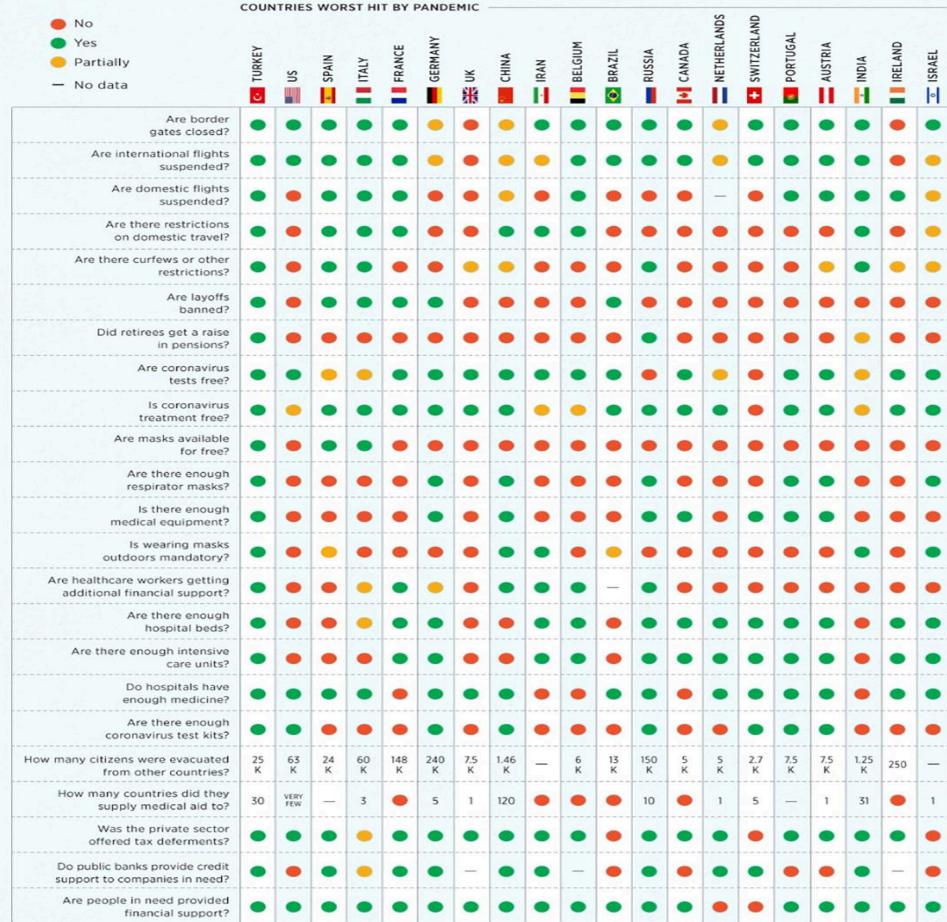 COUNTRIES WORST HIT BY PANDEMIC
No
Yes
Partially
— No data
TURKEY
US
SPAIN
ITALY
FRANCE
GERMANY
UK
CHINA
IRAN
BELGIUM
BRAZIL
RUSSIA
CANADA
NETHERLANDS
SWITZERLAND
PORTUGAL
AUSTRIA
INDIA
IRELAND
ISRAEL
Are border
gates closed?
Are international flights
suspended?
Are domestic flights
suspended?
—
Are there restrictions
on domestic travel?
Are there curfews or other
restrictions?
Are layoffs
banned?
Did retirees get a raise
in pensions?
Are coronavirus
tests free?
Is coronavirus
treatment free?
Are masks available
for free?
Are there enough
respirator masks?
Is there enough
medical equipment?
Is wearing masks
outdoors mandatory?
Are healthcare workers getting
additional financial support?
—
Are there enough
hospital beds?
Are there enough intensive
care units?
Do hospitals have
enough medicine?
Are there enough
coronavirus test kits?
How many citizens were evacuated
from other countries?
25 K 63 K 24 K 60 K 148 K 240 K 7.5 K 1.46 K — 6 K 13 K 150 K 5 K 5 K 2.7 K 7.5 K 7.5 K 1.25 K 250 —
How many countries did they
supply medical aid to?
30 VERY FEW — 3 5 1 120 10 1 5 — 1 31 1
Was the private sector
offered tax deferments?
Do public banks provide credit
support to companies in need?
— — —
Are people in need provided
financial support?